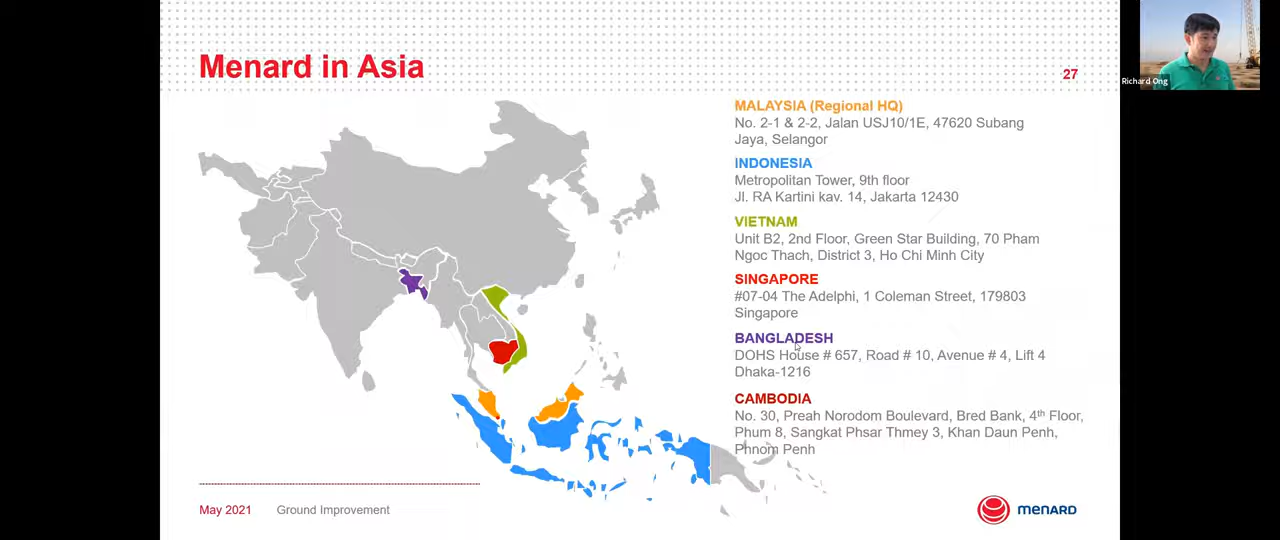 Menard in Asia
27
Richard Ong
MALAYSIA (Regional HQ)
No. 2-1 & 2-2, Jalan USJ10/1E, 47620 Subang
Jaya, Selangor
INDONESIA
Metropolitan Tower, 9th floor
Jl. RA Kartini kav. 14, Jakarta 12430
VIETNAM
Unit B2, 2nd Floor, Green Star Building, 70 Pham
Ngoc Thach, District 3, Ho Chi Minh City
SINGAPORE
#07-04 The Adelphi, 1 Coleman Street, 179803
Singapore
BANGLADESH
DOHS House # 657, Road # 10, Avenue # 4, Lift 4
Dhaka-1216
CAMBODIA
No. 30, Preah Norodom Boulevard, Bred Bank, 4th Floor,
Phum 8, Sangkat Phsar Thmey 3, Khan Daun Penh,
Phnom Penh
May 2021 Ground Improvement
menard